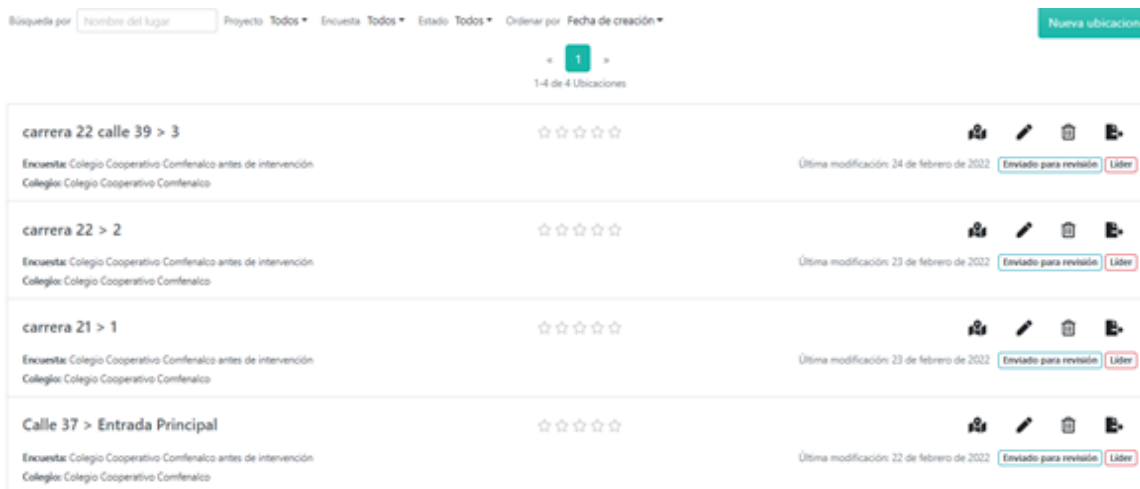 Búsqueda por Nombre del lugar Proyecto Todos Encuesta Todos Estado Todos Ordenar por Fecha de creación Nueva ubicacion
« 1 »
1-4 de 4 Ubicaciones
carrera 22 calle 39 > 3
Encuesta: Colegio Cooperativo Comfenalco antes de intervención Última modificación: 24 de febrero de 2022 Enviado para revisión Líder
Colegio: Colegio Cooperativo Comfenalco
carrera 22 > 2
Encuesta: Colegio Cooperativo Comfenalco antes de intervención Última modificación: 23 de febrero de 2022 Enviado para revisión Líder
Colegio: Colegio Cooperativo Comfenalco
carrera 21 > 1
Encuesta: Colegio Cooperativo Comfenalco antes de intervención Última modificación: 23 de febrero de 2022 Enviado para revisión Líder
Colegio: Colegio Cooperativo Comfenalco
Calle 37 > Entrada Principal
Encuesta: Colegio Cooperativo Comfenalco antes de intervención Última modificación: 22 de febrero de 2022 Enviado para revisión Líder
Colegio: Colegio Cooperativo Comfenalco